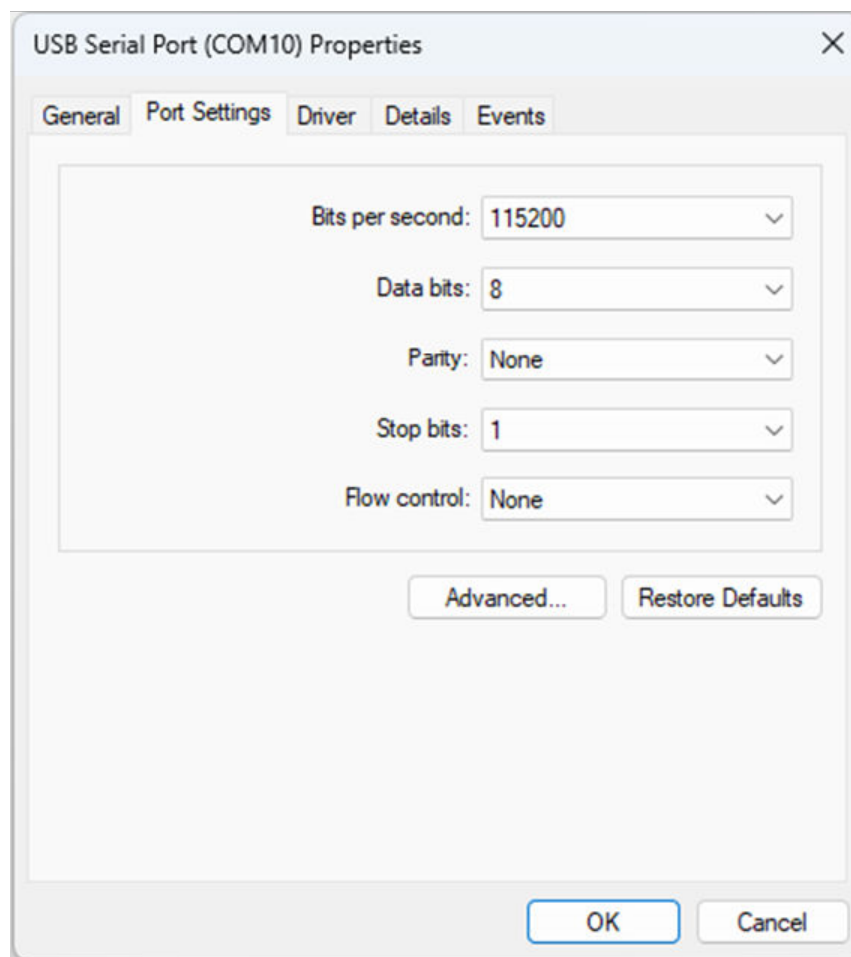 USB Serial Port (COM10) Properties
General Port Settings Driver Details Events
Bits per second: 115200
Data bits: 8
Parity: None
Stop bits: 1
Flow control: None
Advanced... Restore Defaults
OK Cancel